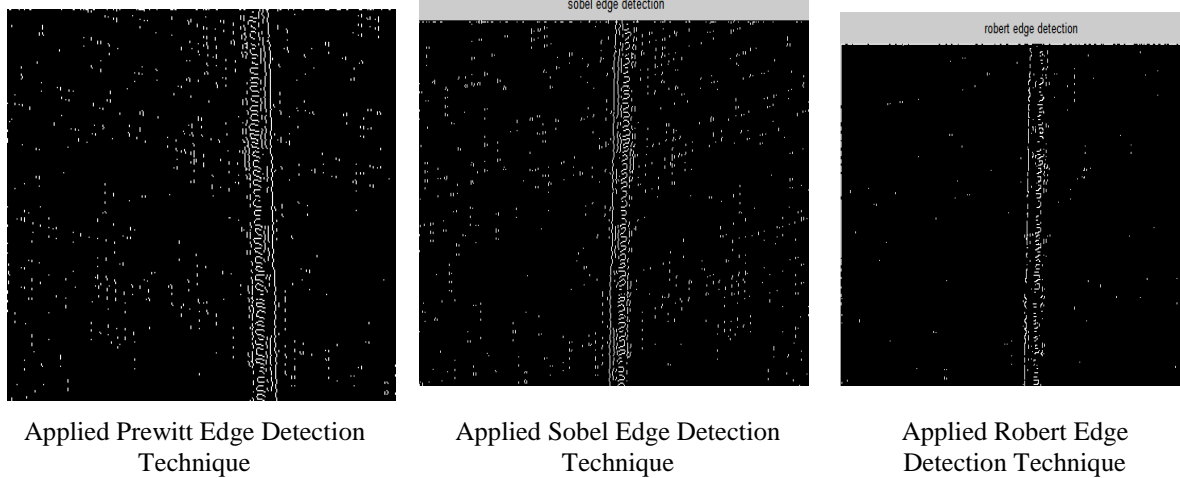 sobel edge detection
robert edge detection
Applied Prewitt Edge Detection
Technique
Applied Sobel Edge Detection
Technique
Applied Robert Edge
Detection Technique